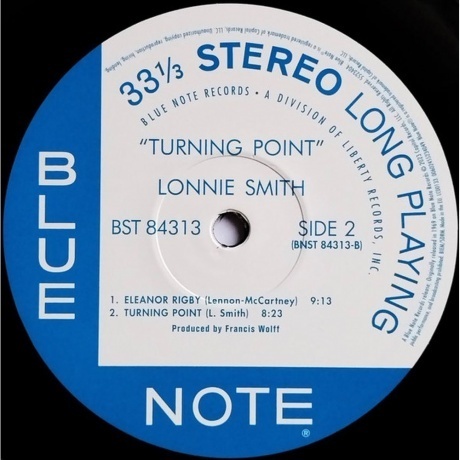 33⅓ STEREO LONG PLAYING
BLUE NOTE RECORDS • A DIVISION OF LIBERTY RECORDS, INC.
"TURNING POINT"
LONNIE SMITH
BST 84313
SIDE 2
(BNST 84313-B)
1. ELEANOR RIGBY (Lennon-McCartney) 9:13
2. TURNING POINT (L. Smith) 8:23
Produced by Francis Wolff
BLUE
NOTE
®